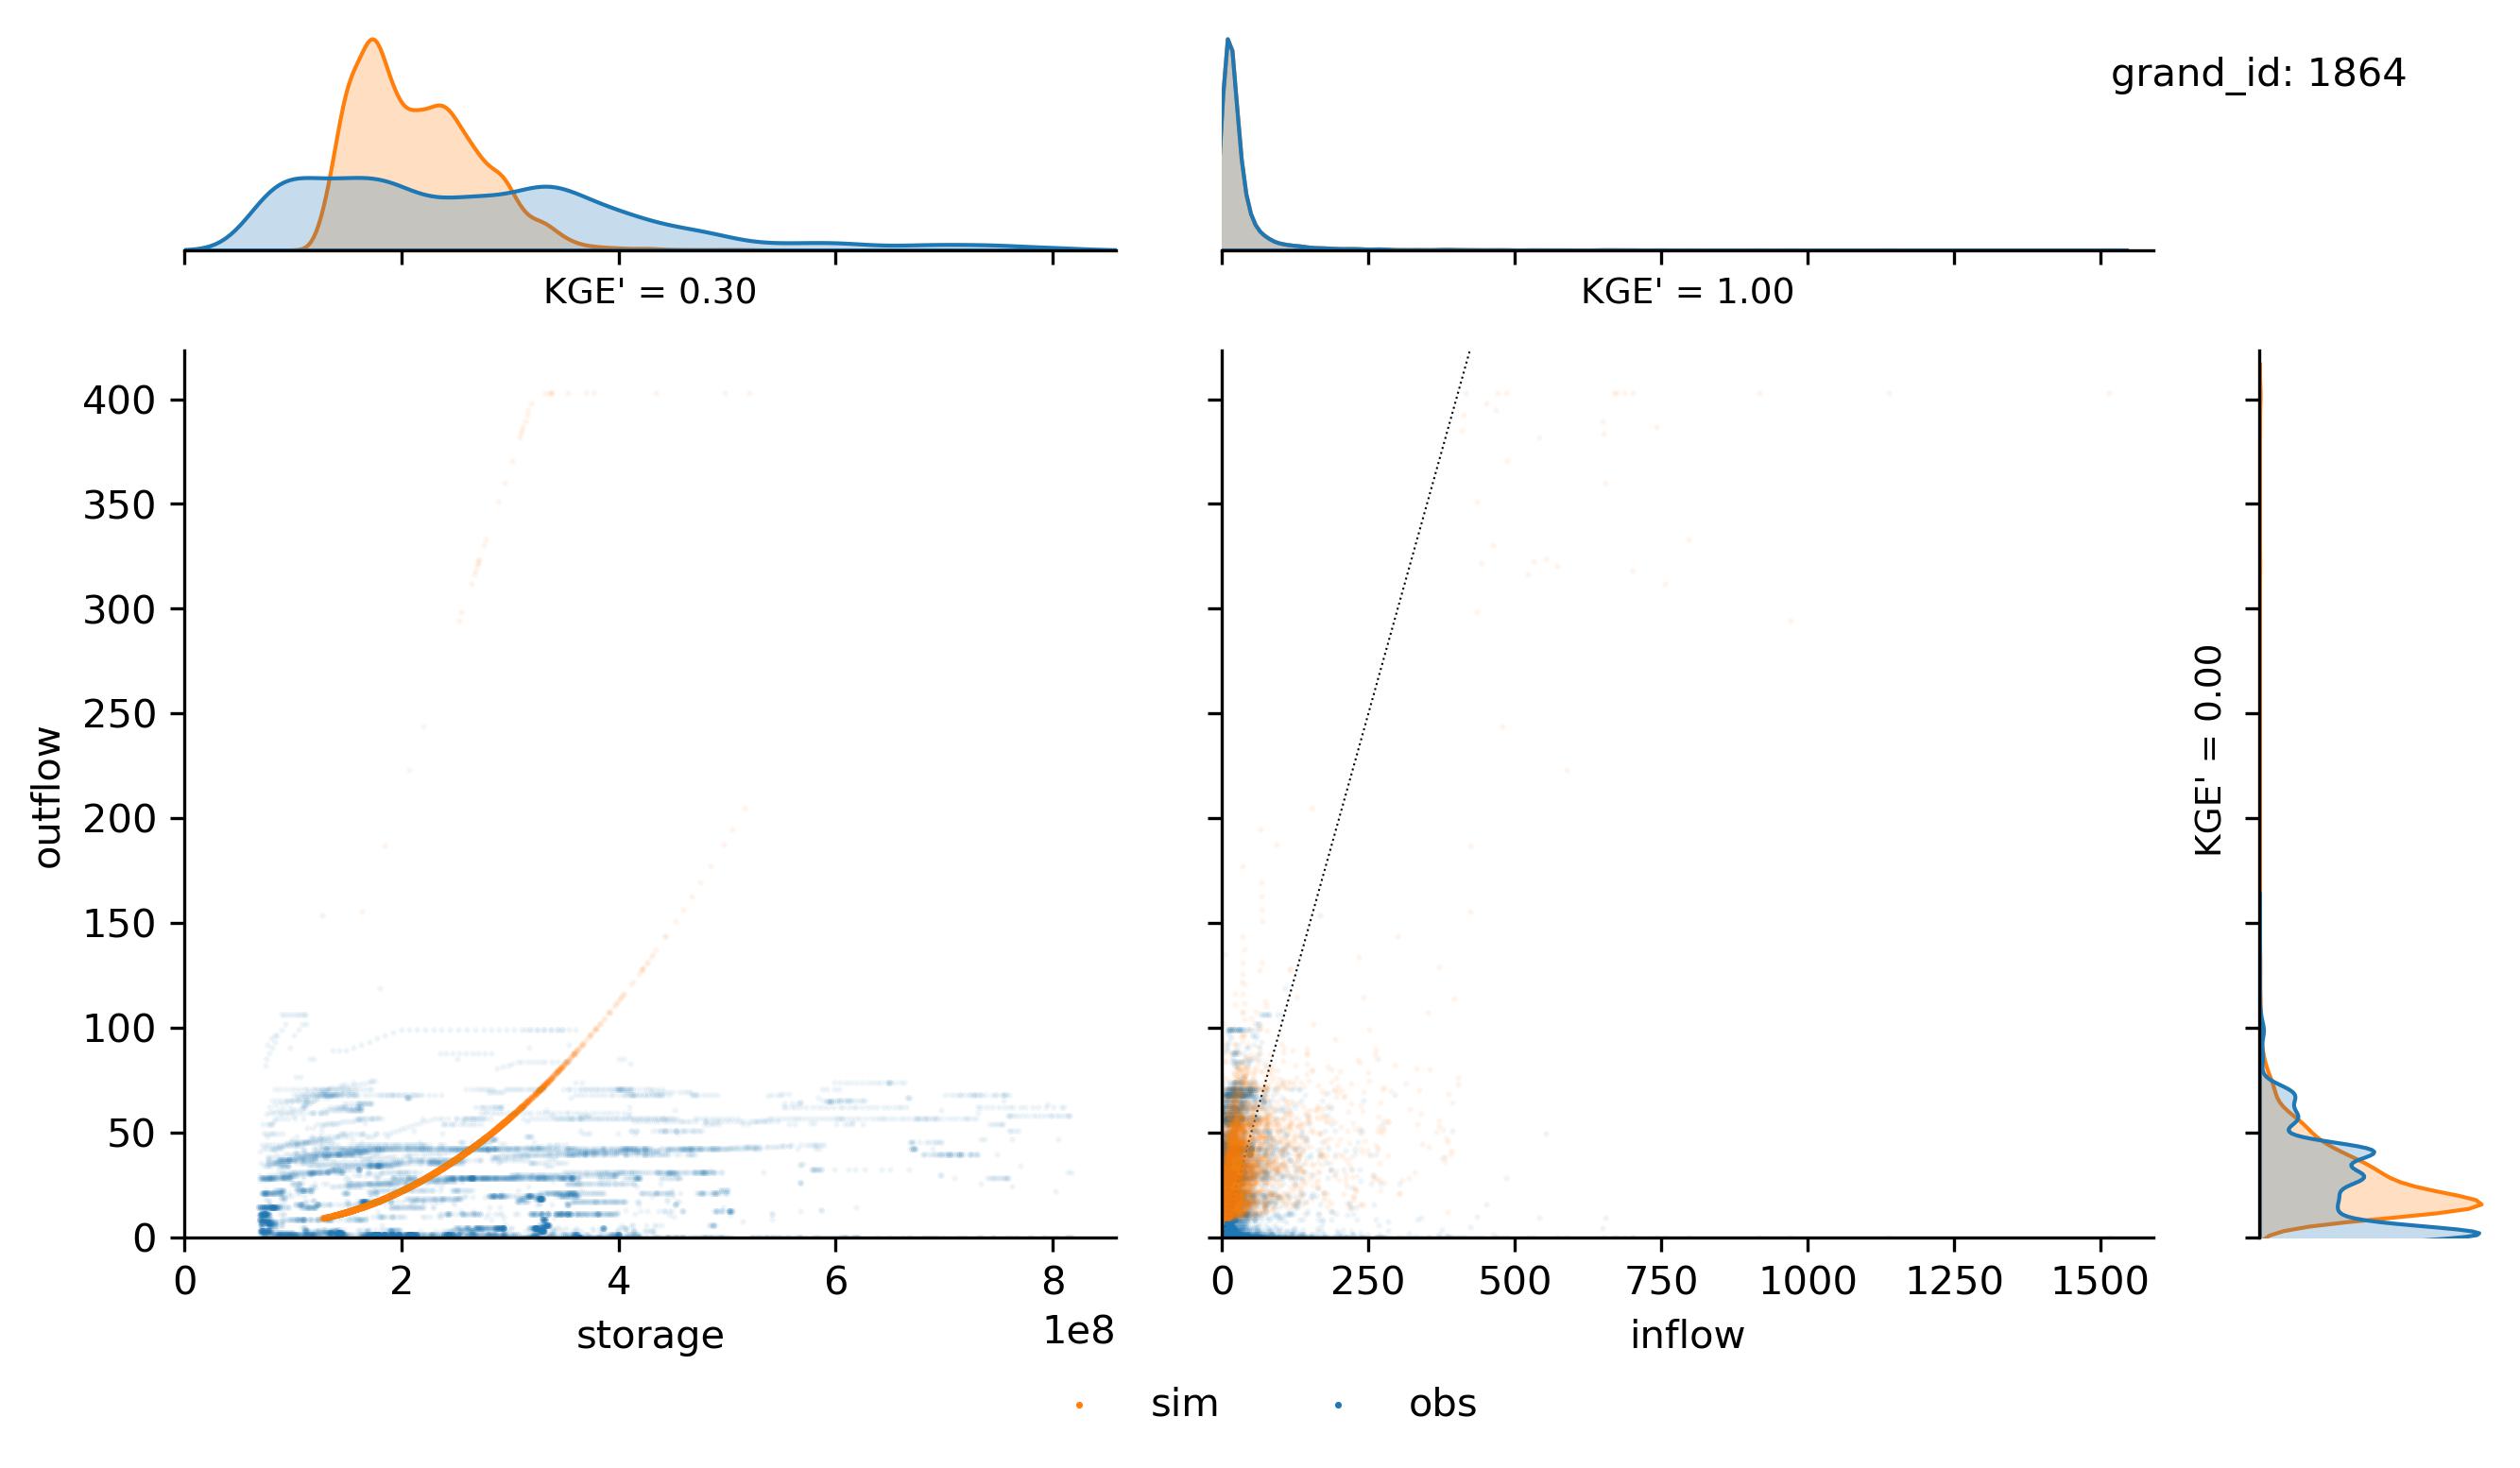 grand_id: 1864
KGE' = 0.30
KGE' = 1.00
400
350
300
250
200
150
100
50
0
outflow
KGE' = 0.00
0 2 4 6 8
1e8
storage
0 250 500 750 1000 1250 1500
inflow
sim
obs